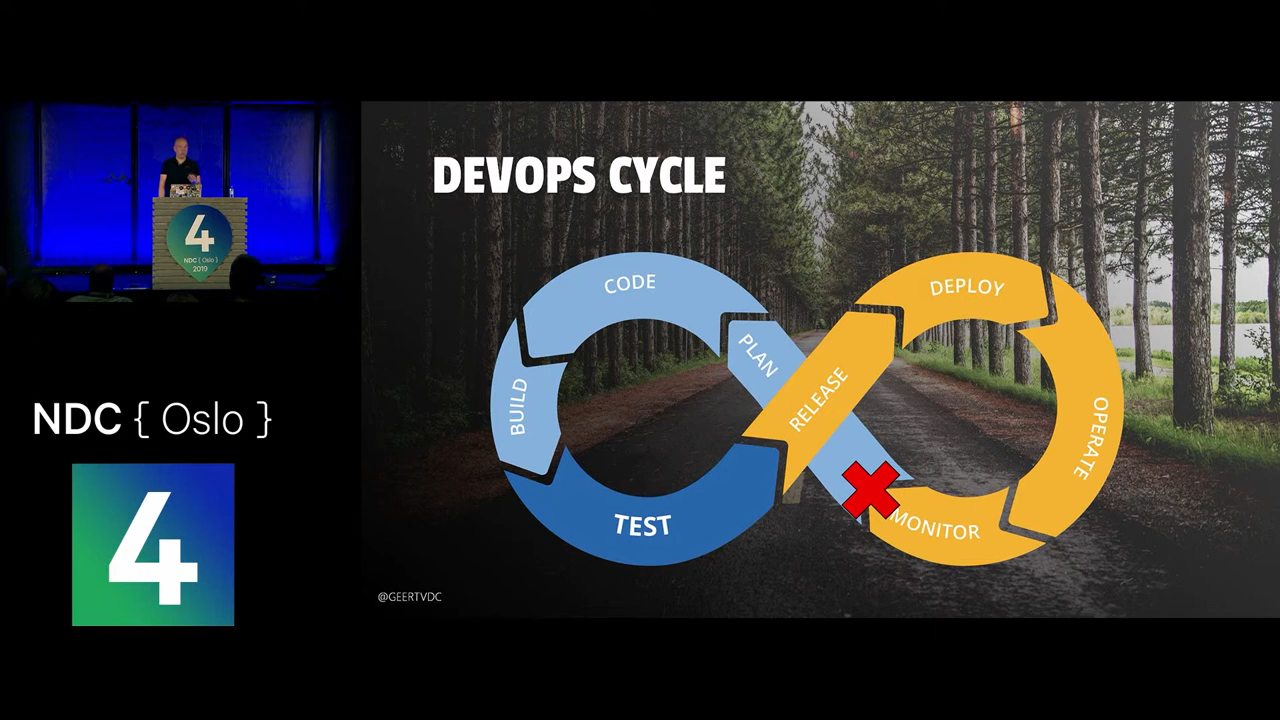 4
NDC { Oslo }
2019
NDC { Oslo }
4
DEVOPS CYCLE
CODE
DEPLOY
PLAN
RELEASE
BUILD
OPERATE
TEST
MONITOR
@GEERTVDC